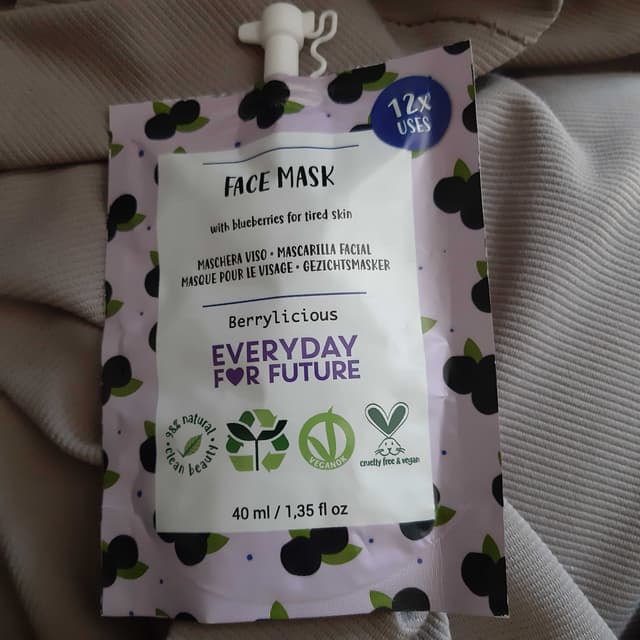 12x
USES
FACE MASK
with blueberries for tired skin
MASCHERA VISO • MASCARILLA FACIAL
MASQUE POUR LE VISAGE • GEZICHTSMASKER
Berrylicious
EVERYDAY
F♥R FUTURE
98% natural
• clean beauty •
VEGANOK
cruelty free & vegan
40 ml / 1,35 fl oz